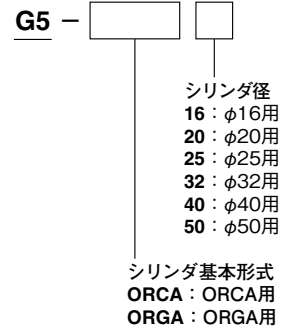 G5 −
シリンダ径
16：φ16用
20：φ20用
25：φ25用
32：φ32用
40：φ40用
50：φ50用
シリンダ基本形式
ORCA：ORCA用
ORGA：ORGA用